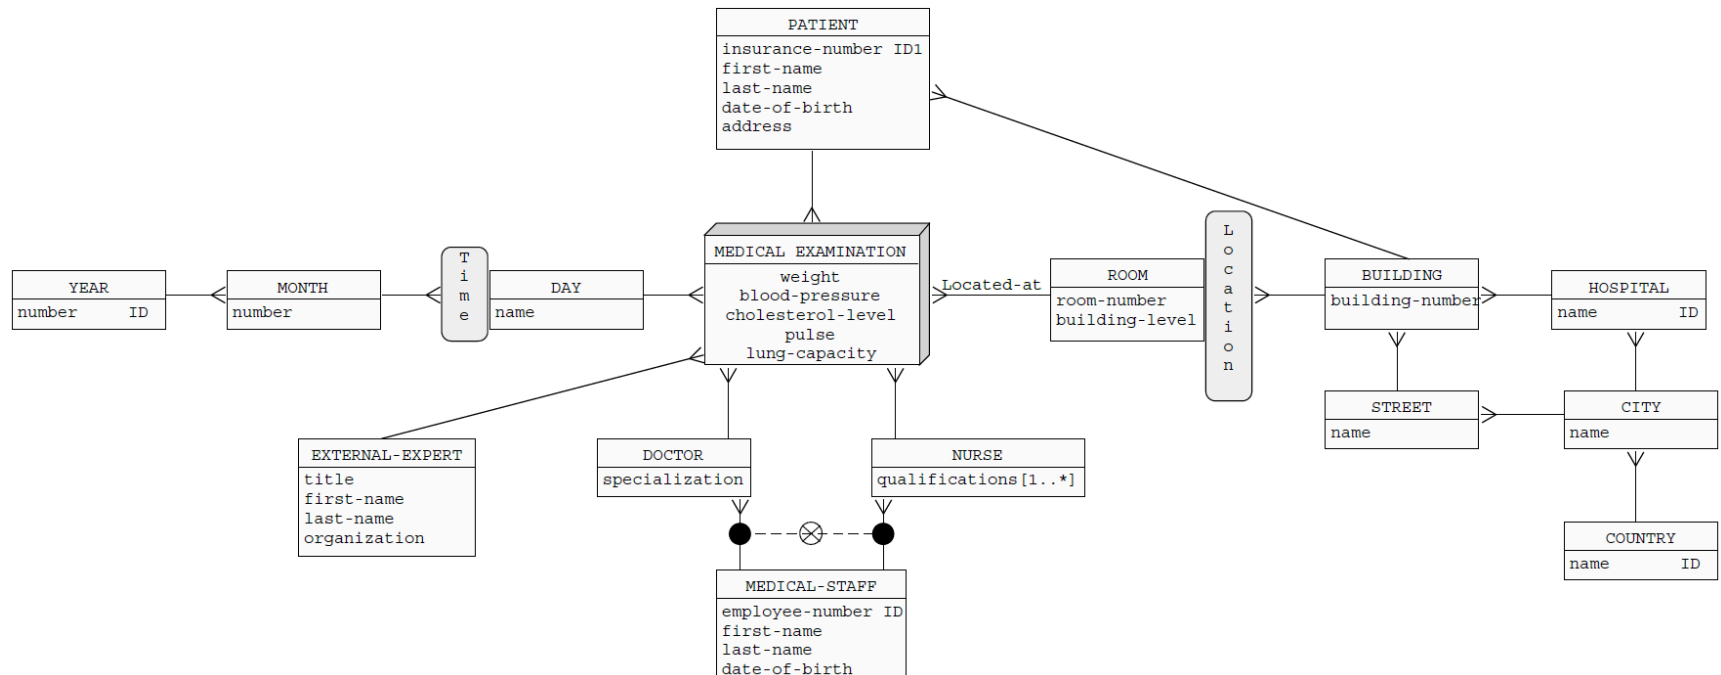 PATIENT
insurance-number ID1
first-name
last-name
date-of-birth
address
Time
Location
MEDICAL EXAMINATION
weight
blood-pressure
cholesterol-level
pulse
lung-capacity
Located-at
YEAR
number ID
MONTH
number
DAY
name
ROOM
room-number
building-level
BUILDING
building-number
HOSPITAL
name ID
STREET
name
CITY
name
EXTERNAL-EXPERT
title
first-name
last-name
organization
DOCTOR
specialization
NURSE
qualifications[1..*]
COUNTRY
name ID
MEDICAL-STAFF
employee-number ID
first-name
last-name
date-of-birth